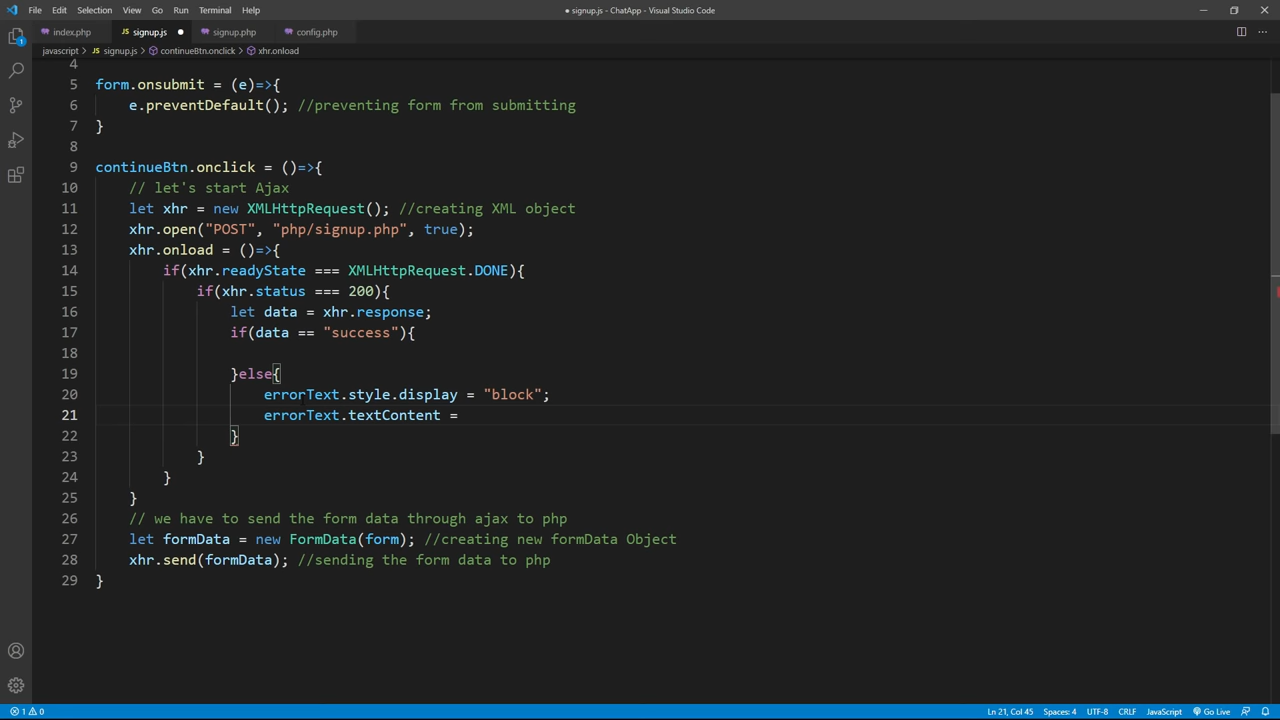 File Edit Selection View Go Run Terminal Help ● signup.js - ChatApp - Visual Studio Code
index.php JS signup.js ● signup.php config.php
javascript > JS signup.js > continueBtn.onclick > xhr.onload
4
5 form.onsubmit = (e)=>{
6 e.preventDefault(); //preventing form from submitting
7 }
8
9 continueBtn.onclick = ()=>{
10 // let's start Ajax
11 let xhr = new XMLHttpRequest(); //creating XML object
12 xhr.open("POST", "php/signup.php", true);
13 xhr.onload = ()=>{
14 if(xhr.readyState === XMLHttpRequest.DONE){
15 if(xhr.status === 200){
16 let data = xhr.response;
17 if(data == "success"){
18
19 }else{
20 errorText.style.display = "block";
21 errorText.textContent =
22 }
23 }
24 }
25 }
26 // we have to send the form data through ajax to php
27 let formData = new FormData(form); //creating new formData Object
28 xhr.send(formData); //sending the form data to php
29 }
1
1 0 Ln 21, Col 45 Spaces: 4 UTF-8 CRLF JavaScript Go Live